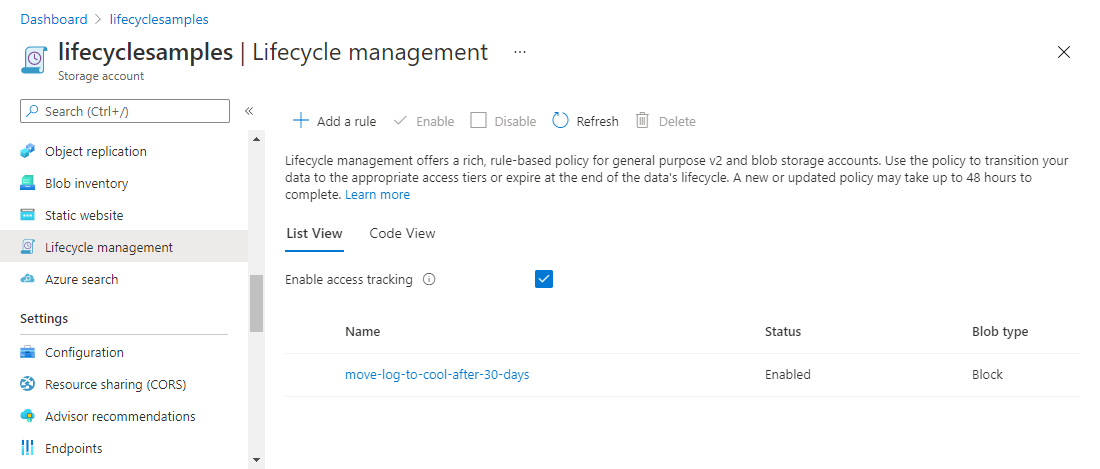 Dashboard > lifecyclesamples
lifecyclesamples | Lifecycle management ...
Storage account
Search (Ctrl+/)
«
Object replication
Blob inventory
Static website
Lifecycle management
Azure search
Settings
Configuration
Resource sharing (CORS)
Advisor recommendations
Endpoints
Add a rule Enable Disable Refresh Delete
Lifecycle management offers a rich, rule-based policy for general purpose v2 and blob storage accounts. Use the policy to transition your
data to the appropriate access tiers or expire at the end of the data's lifecycle. A new or updated policy may take up to 48 hours to
complete. Learn more
List View Code View
Enable access tracking
Name Status Blob type
move-log-to-cool-after-30-days Enabled Block